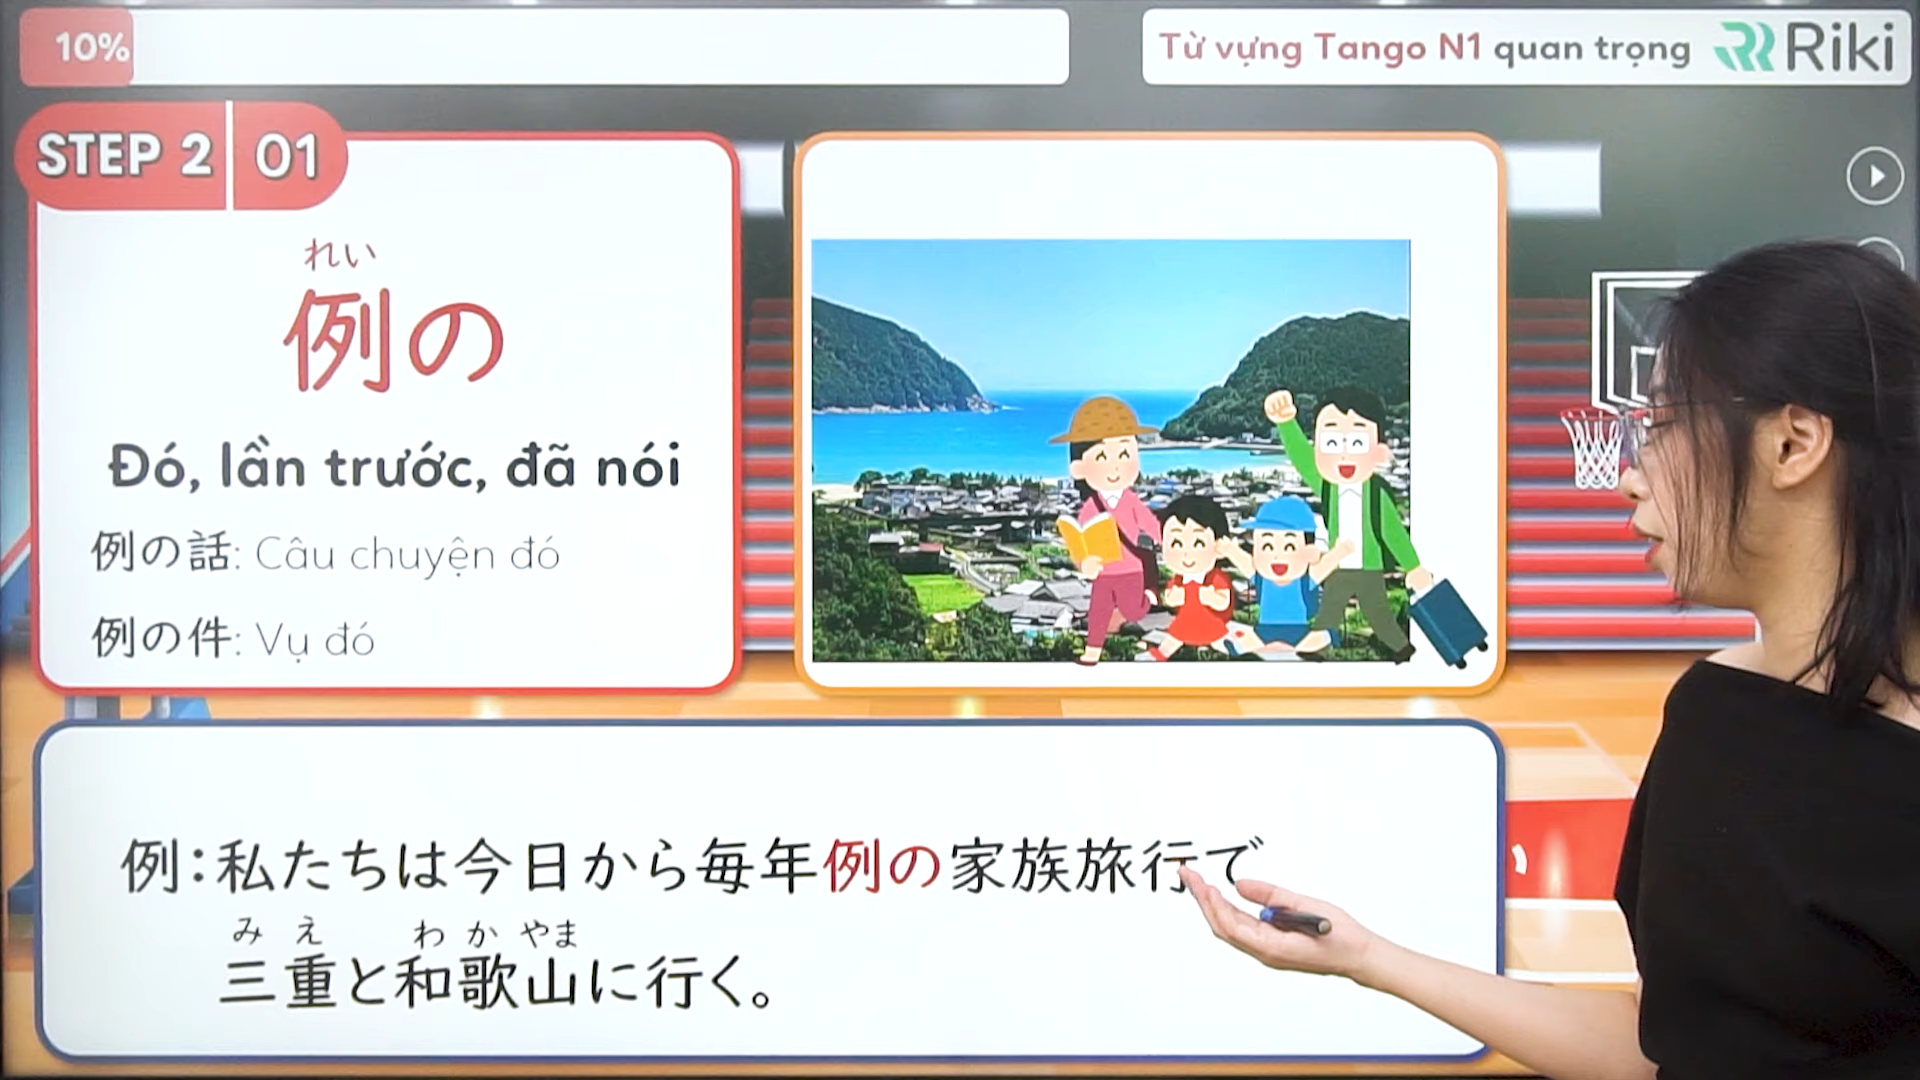 10%
Từ vựng Tango N1 quan trọng Riki
STEP 2 01
れい
例の
Đó, lần trước, đã nói
例の話: Câu chuyện đó
例の件: Vụ đó
例:私たちは今日から毎年例の家族旅行で
みえ わかやま
三重と和歌山に行く。